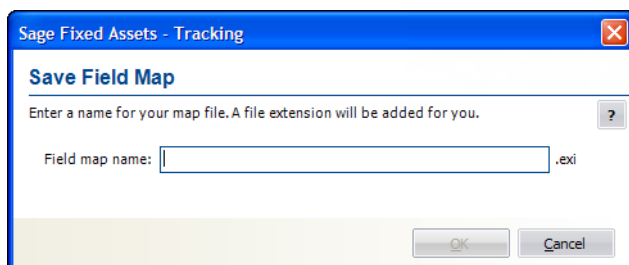 Sage Fixed Assets - Tracking
Save Field Map
Enter a name for your map file. A file extension will be added for you.
?
Field map name: .exi
OK Cancel